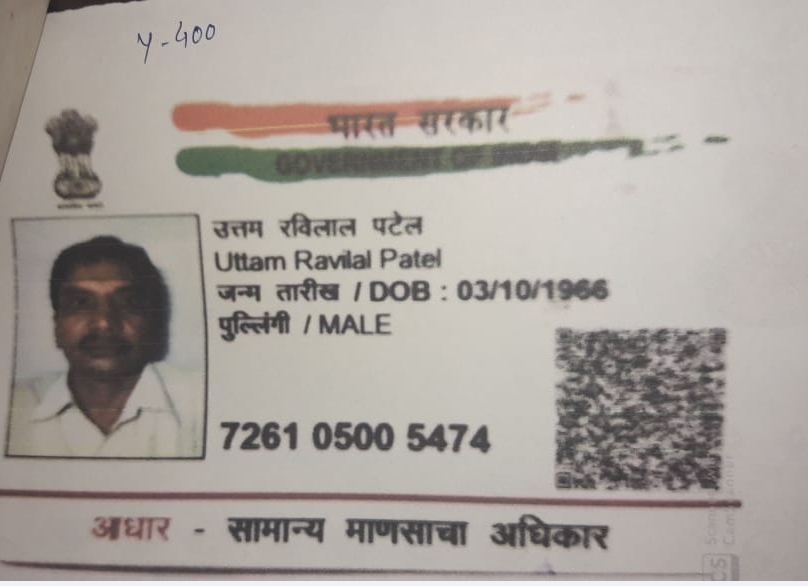 y-400
भारत सरकार
GOVERNMENT OF INDIA
उत्तम रविलाल पटेल
Uttam Ravilal Patel
जन्म तारीख / DOB : 03/10/1966
पुल्लिंगी / MALE
7261 0500 5474
आधार - सामान्य माणसाचा अधिकार
CS